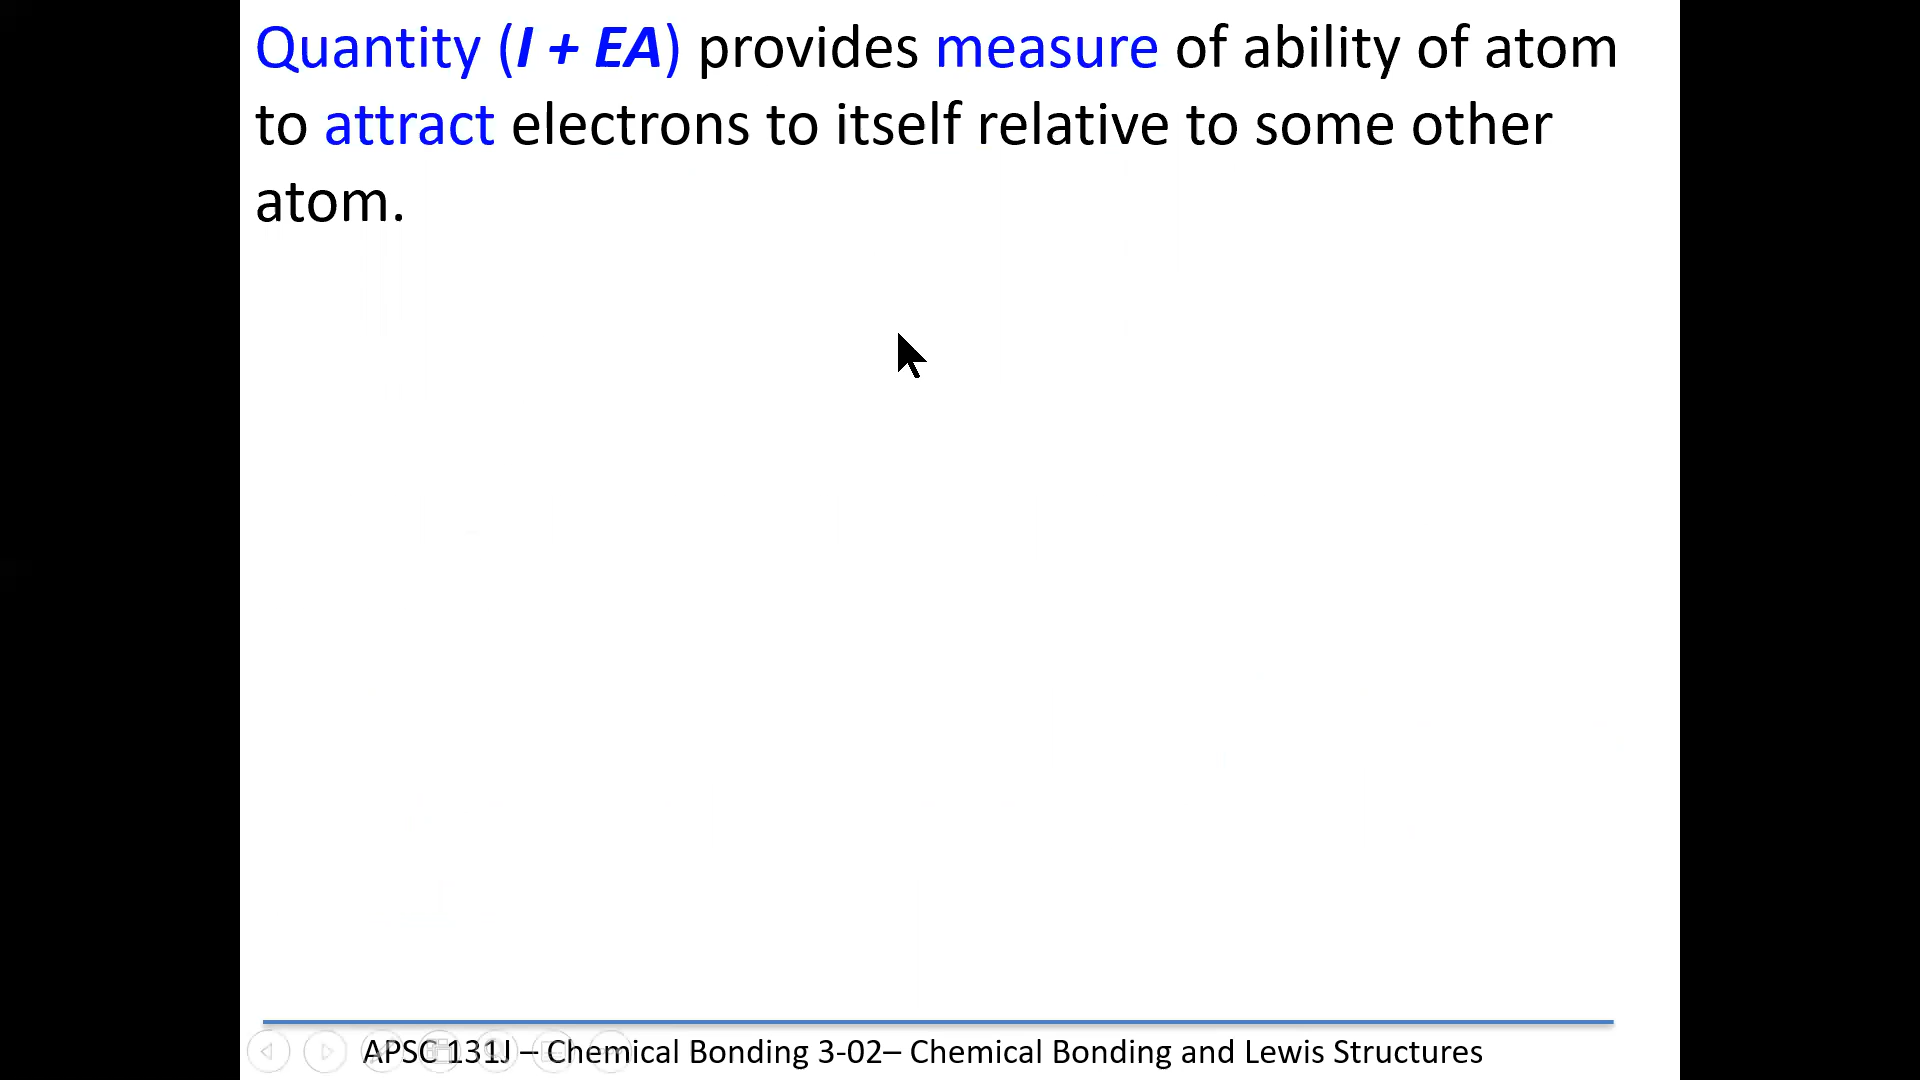 Quantity (I + EA) provides measure of ability of atom
to attract electrons to itself relative to some other
atom.
APSC 131J – Chemical Bonding 3-02– Chemical Bonding and Lewis Structures